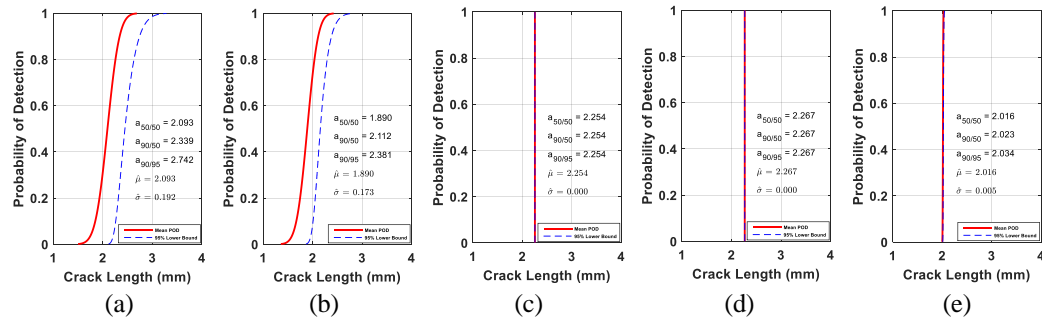 Probability of Detection
1
0.8
0.6
0.4
0.2
0
a50/50 = 2.093
a90/50 = 2.339
a90/95 = 2.742
μ̂ = 2.093
σ̂ = 0.192
Mean POD
95% Lower Bound
1 2 3 4
Crack Length (mm)
(a)
Probability of Detection
1
0.8
0.6
0.4
0.2
0
a50/50 = 1.890
a90/50 = 2.112
a90/95 = 2.381
μ̂ = 1.890
σ̂ = 0.173
Mean POD
95% Lower Bound
1 2 3 4
Crack Length (mm)
(b)
Probability of Detection
1
0.8
0.6
0.4
0.2
0
a50/50 = 2.254
a90/50 = 2.254
a90/95 = 2.254
μ̂ = 2.254
σ̂ = 0.000
Mean POD
95% Lower Bound
1 2 3 4
Crack Length (mm)
(c)
Probability of Detection
1
0.8
0.6
0.4
0.2
0
a50/50 = 2.267
a90/50 = 2.267
a90/95 = 2.267
μ̂ = 2.267
σ̂ = 0.000
Mean POD
95% Lower Bound
1 2 3 4
Crack Length (mm)
(d)
Probability of Detection
1
0.8
0.6
0.4
0.2
0
a50/50 = 2.016
a90/50 = 2.023
a90/95 = 2.034
μ̂ = 2.016
σ̂ = 0.005
Mean POD
95% Lower Bound
1 2 3 4
Crack Length (mm)
(e)